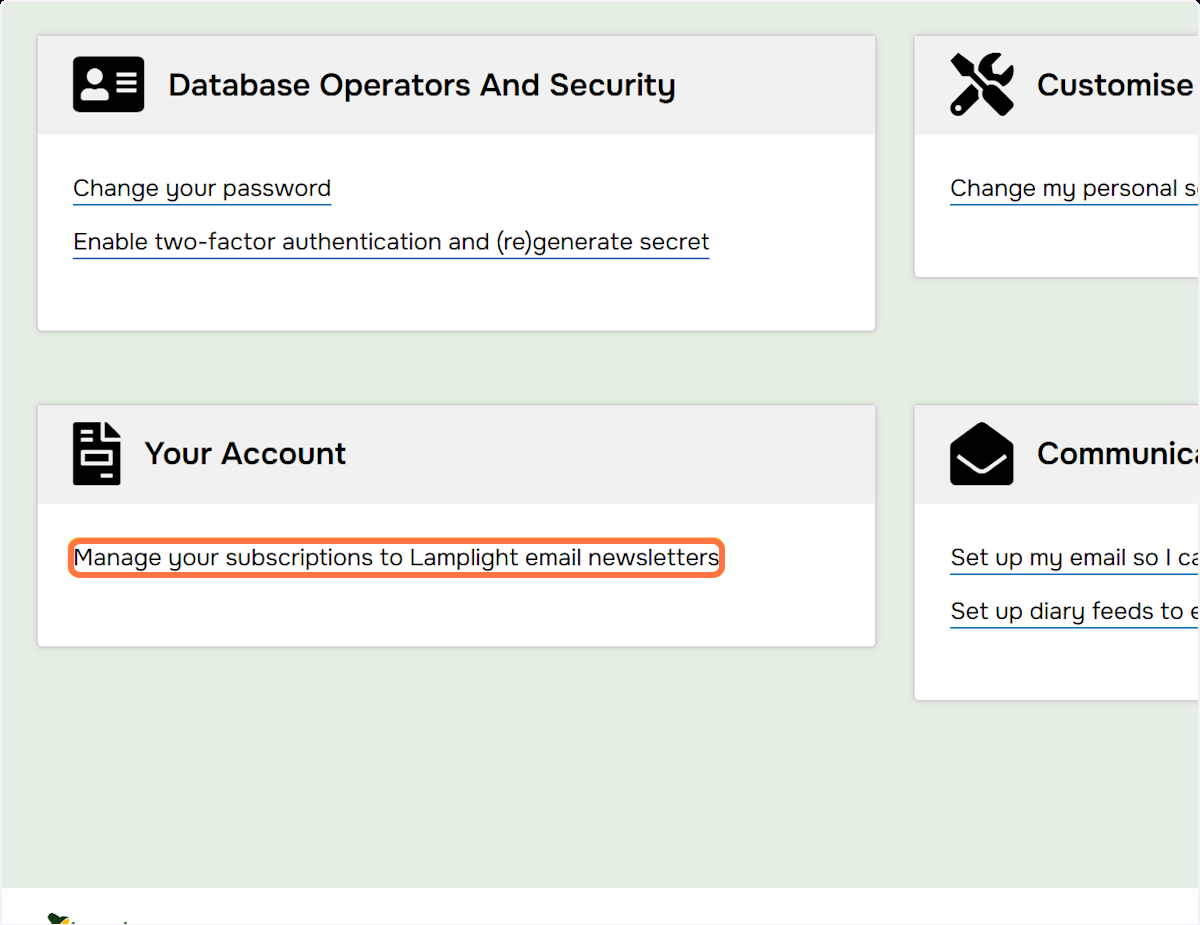 Database Operators And Security
Change your password
Enable two-factor authentication and (re)generate secret
Customise
Change my personal
Your Account
Manage your subscriptions to Lamplight email newsletters
Set up my email so I
Set up diary feeds to